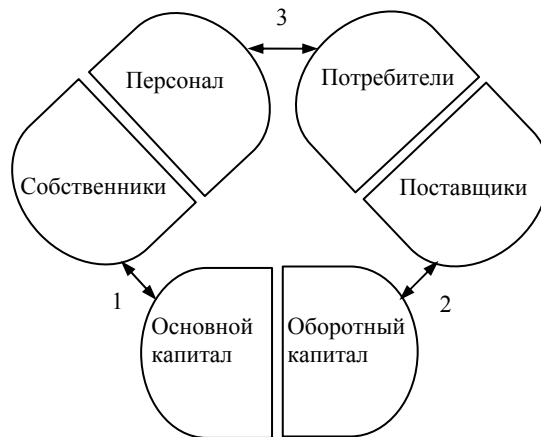 3
Персонал
Потребители
Собственники
Поставщики
1
2
Основной
капитал
Оборотный
капитал